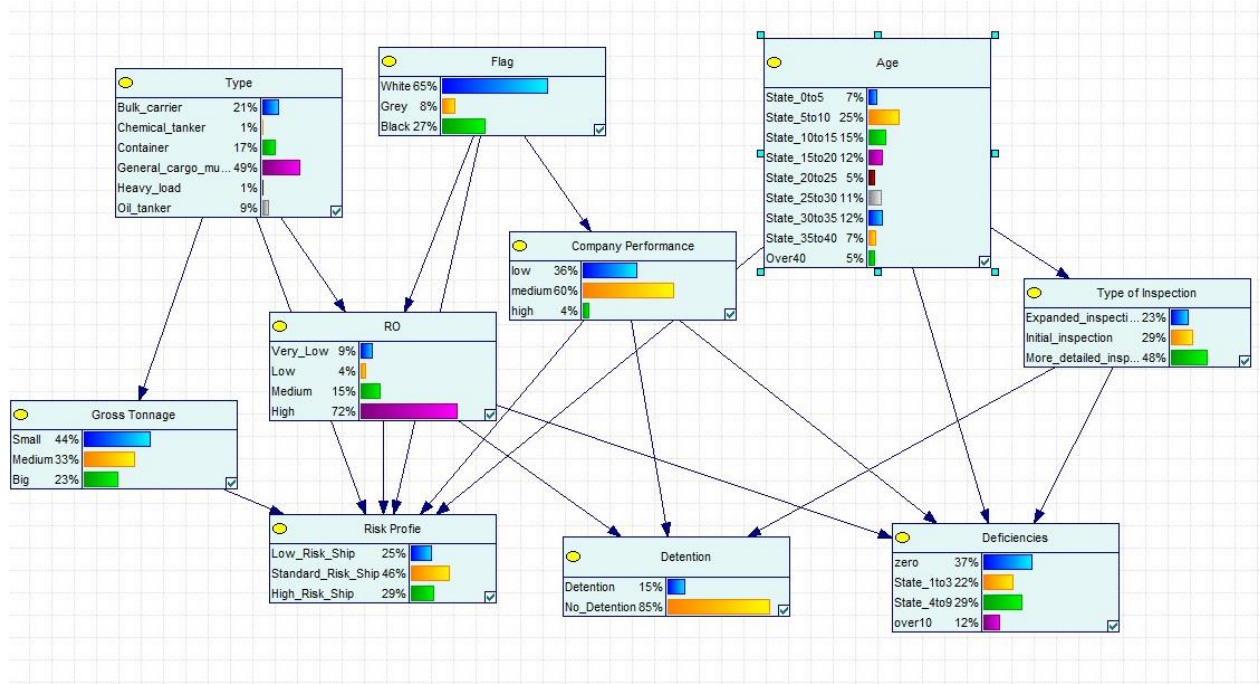 Type
Bulk_carrier 21%
Chemical_tanker 1%
Container 17%
General_cargo_mu... 49%
Heavy_load 1%
Oil_tanker 9%
Flag
White 65%
Grey 8%
Black 27%
Age
State_0to5 7%
State_5to10 25%
State_10to15 15%
State_15to20 12%
State_20to25 5%
State_25to30 11%
State_30to35 12%
State_35to40 7%
Over40 5%
Company Performance
low 36%
medium 60%
high 4%
Type of Inspection
Expanded_inspecti... 23%
Initial_inspection 29%
More_detailed_insp... 48%
RO
Very_Low 9%
Low 4%
Medium 15%
High 72%
Gross Tonnage
Small 44%
Medium 33%
Big 23%
Risk Profie
Low_Risk_Ship 25%
Standard_Risk_Ship 46%
High_Risk_Ship 29%
Detention
Detention 15%
No_Detention 85%
Deficiencies
zero 37%
State_1to3 22%
State_4to9 29%
over10 12%